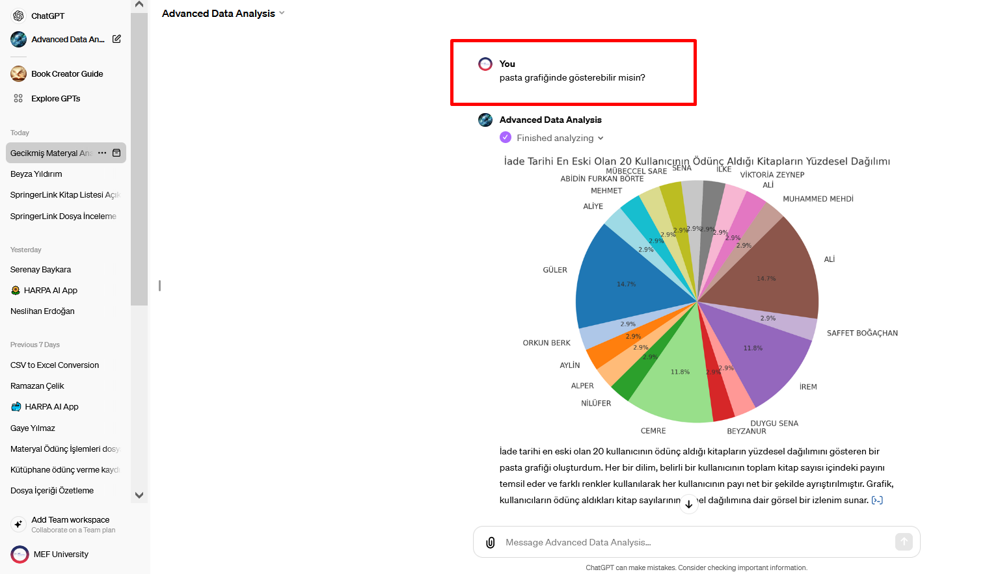 ChatGPT
Advanced Data An...
Book Creator Guide
Explore GPTs
Today
Gecikmiş Materyal Ana
Beyza Yıldırım
SpringerLink Kitap Listesi Açık
SpringerLink Dosya İnceleme
Yesterday
Serenay Baykara
HARPA AI App
Neslihan Erdoğan
Previous 7 Days
CSV to Excel Conversion
Ramazan Çelik
HARPA AI App
Gaye Yılmaz
Materyal Ödünç İşlemleri dosy
Kütüphane ödünç verme kaydı
Dosya İçeriği Özetleme
Add Team workspace
Collaborate on a Team plan
MEF University
Advanced Data Analysis
You
pasta grafiğinde gösterebilir misin?
Advanced Data Analysis
Finished analyzing
İade Tarihi En Eski Olan 20 Kullanıcının Ödünç Aldığı Kitapların Yüzdesel Dağılımı
MÜBECCEL SARE
SENA
İLKE
VİKTORİA ZEYNEP
ABİDİN FURKAN BÖRTE
ALİ
MEHMET
MUHAMMED MEHDİ
ALİYE
ALİ
GÜLER
SAFFET BOĞAÇHAN
ORKUN BERK
AYLİN
ALPER
İREM
NİLÜFER
DUYGU SENA
CEMRE
BEYZANUR
2.9%
2.9%
2.9%
2.9%
2.9%
2.9%
2.9%
2.9%
2.9%
14.7%
14.7%
2.9%
2.9%
2.9%
2.9%
2.9%
11.8%
11.8%
2.9%
2.9%
İade tarihi en eski olan 20 kullanıcının ödünç aldığı kitapların yüzdesel dağılımını gösteren bir
pasta grafiği oluşturdum. Her bir dilim, belirli bir kullanıcının toplam kitap sayısı içindeki payını
temsil eder ve farklı renkler kullanılarak her kullanıcının payı net bir şekilde ayrıştırılmıştır. Grafik,
kullanıcıların ödünç aldıkları kitap sayılarının el dağılımına dair görsel bir izlenim sunar. [>-]
Message Advanced Data Analysis...
ChatGPT can make mistakes. Consider checking important information.